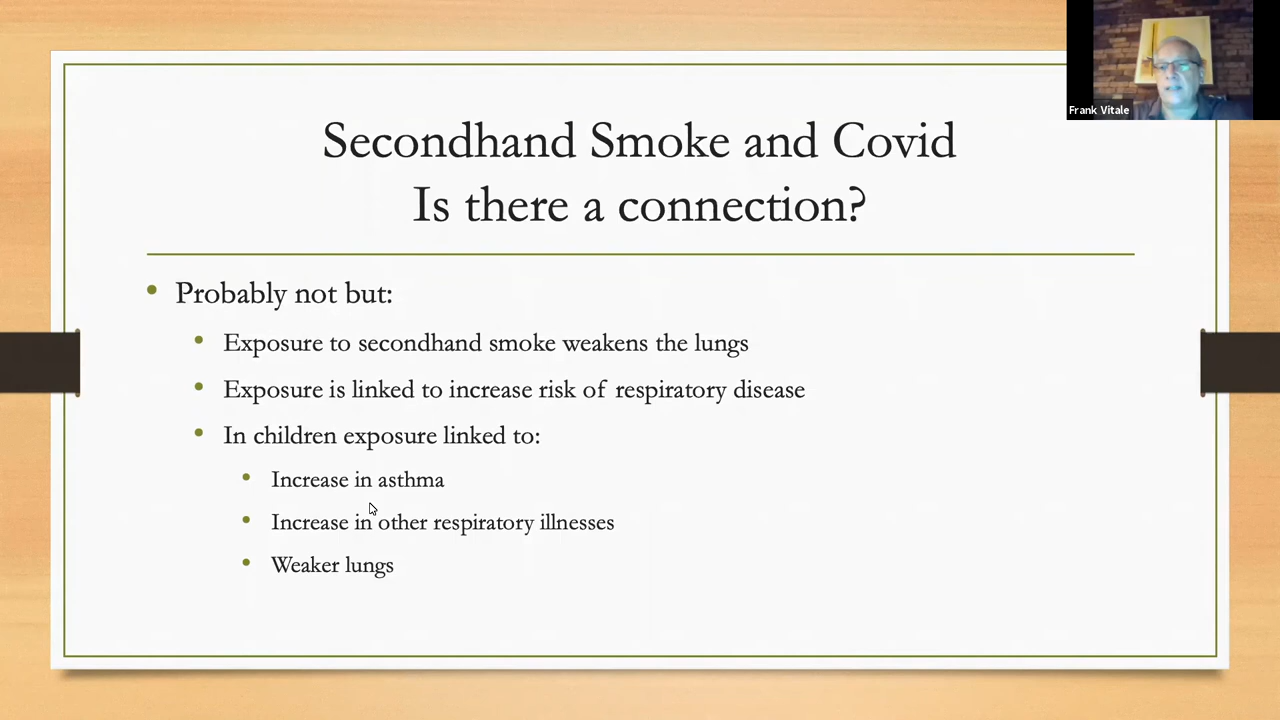 Frank Vitale
Secondhand Smoke and Covid
Is there a connection?
Probably not but:
Exposure to secondhand smoke weakens the lungs
Exposure is linked to increase risk of respiratory disease
In children exposure linked to:
Increase in asthma
Increase in other respiratory illnesses
Weaker lungs